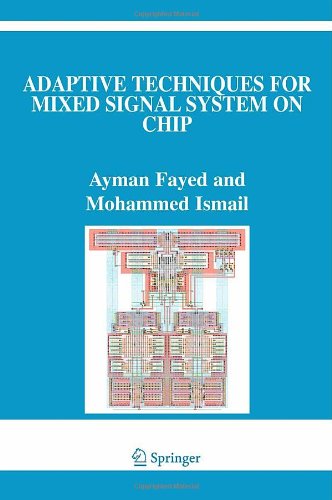 ADAPTIVE TECHNIQUES FOR
MIXED SIGNAL SYSTEM ON
CHIP
Ayman Fayed and
Mohammed Ismail
Springer